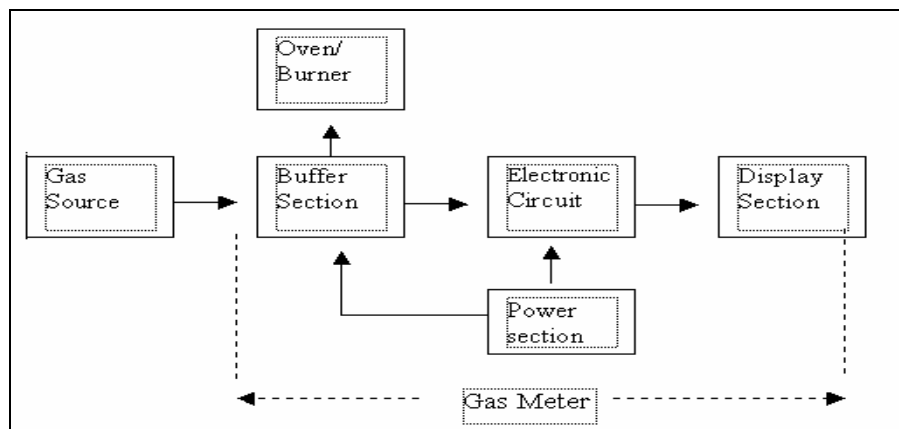 Oven/
Burner
Gas
Source
Buffer
Section
Electronic
Circuit
Display
Section
Power
section
Gas Meter